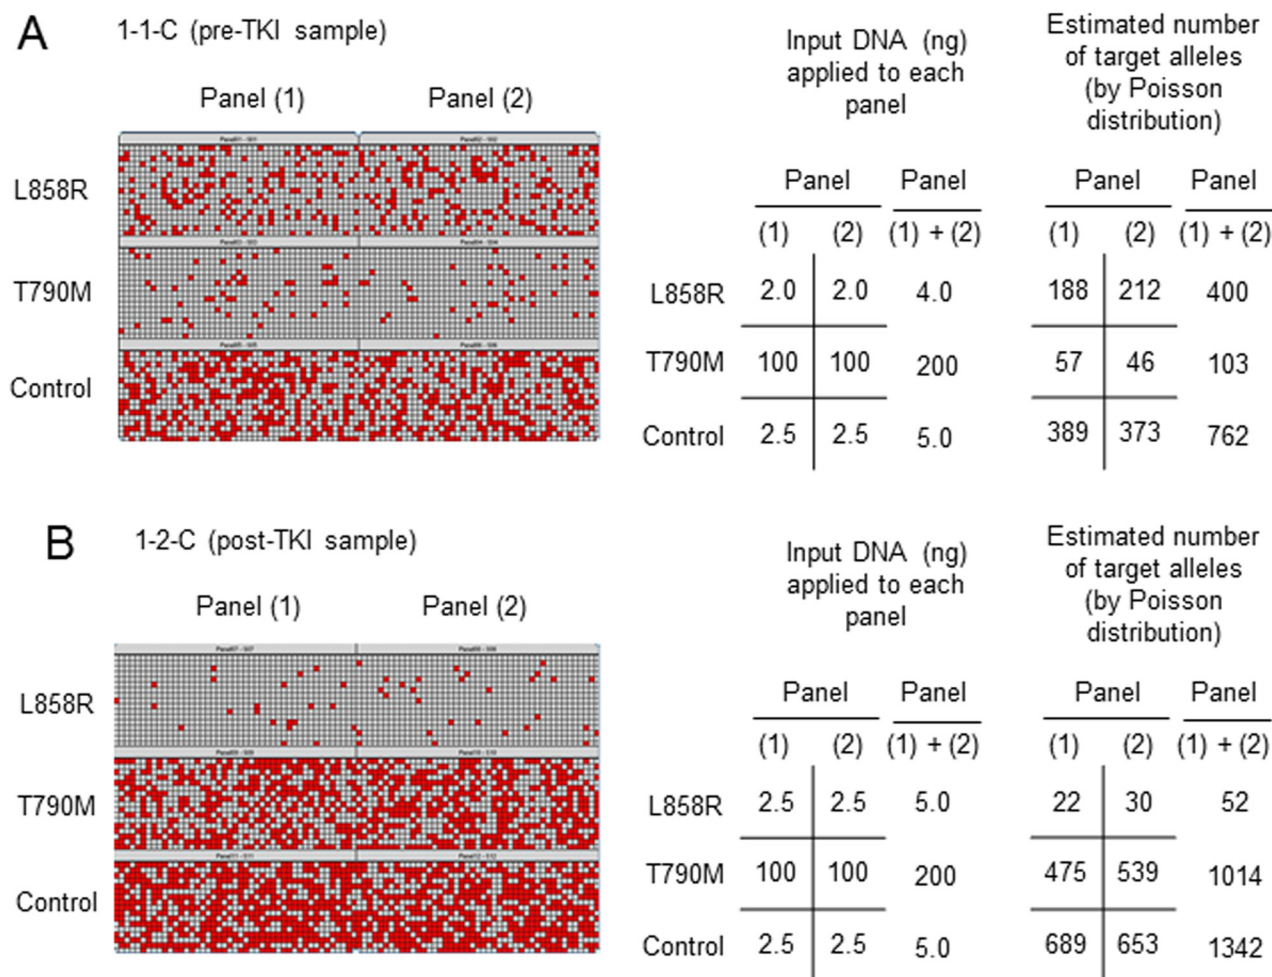 A
1-1-C (pre-TKI sample)
Panel (1)
Panel (2)
L858R
T790M
Control
Input DNA (ng)
applied to each
panel
Panel
Panel
(1)
(2)
(1) + (2)
L858R
2.0
2.0
4.0
T790M
100
100
200
Control
2.5
2.5
5.0
Estimated number
of target alleles
(by Poisson
distribution)
Panel
Panel
(1)
(2)
(1) + (2)
188
212
400
57
46
103
389
373
762
B
1-2-C (post-TKI sample)
Panel (1)
Panel (2)
L858R
T790M
Control
Input DNA (ng)
applied to each
panel
Panel
Panel
(1)
(2)
(1) + (2)
L858R
2.5
2.5
5.0
T790M
100
100
200
Control
2.5
2.5
5.0
Estimated number
of target alleles
(by Poisson
distribution)
Panel
Panel
(1)
(2)
(1) + (2)
22
30
52
475
539
1014
689
653
1342